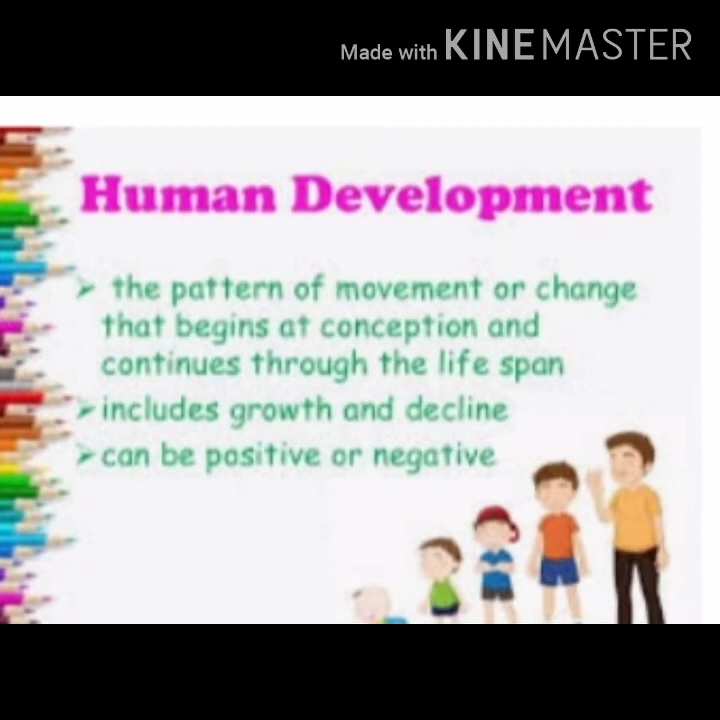 Made with KINEMASTER
Human Development
➤ the pattern of movement or change
that begins at conception and
continues through the life span
➤ includes growth and decline
➤ can be positive or negative